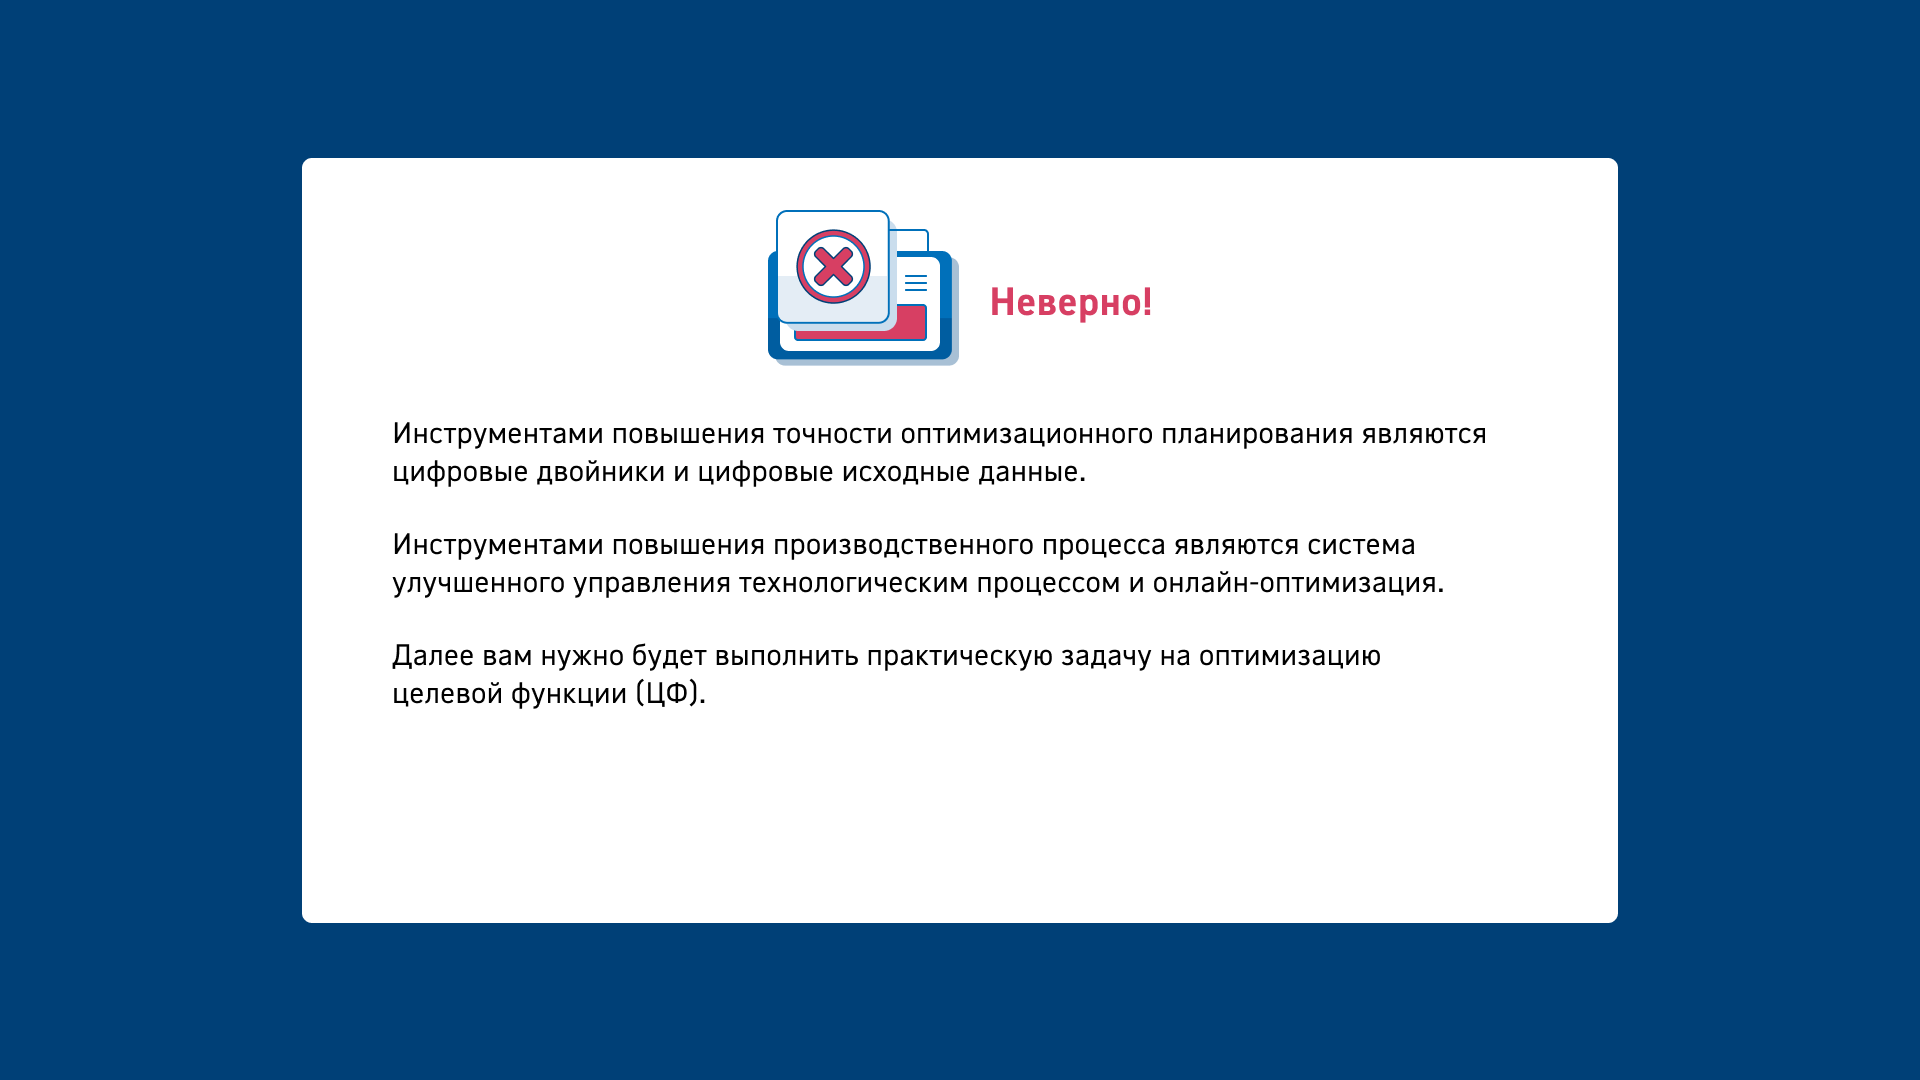 Неверно!
Инструментами повышения точности оптимизационного планирования являются
цифровые двойники и цифровые исходные данные.
Инструментами повышения производственного процесса являются система
улучшенного управления технологическим процессом и онлайн-оптимизация.
Далее вам нужно будет выполнить практическую задачу на оптимизацию
целевой функции (ЦФ).